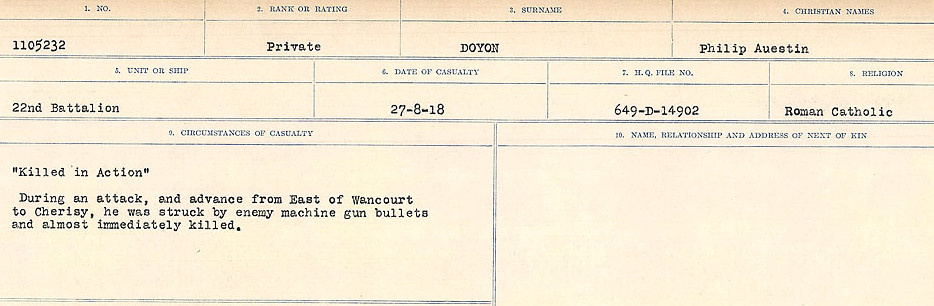 1. NO. 2. RANK OR RATING 3. SURNAME 4. CHRISTIAN NAMES
1105232 Private DOYON Philip Auestin
5. UNIT OR SHIP 6. DATE OF CASUALTY 7. H.Q. FILE NO. 8. RELIGION
22nd Battalion 27-8-18 649-D-14902 Roman Catholic
9. CIRCUMSTANCES OF CASUALTY 10. NAME, RELATIONSHIP AND ADDRESS OF NEXT OF KIN
"Killed in Action"
During an attack, and advance from East of Wancourt
to Cherisy, he was struck by enemy machine gun bullets
and almost immediately killed.